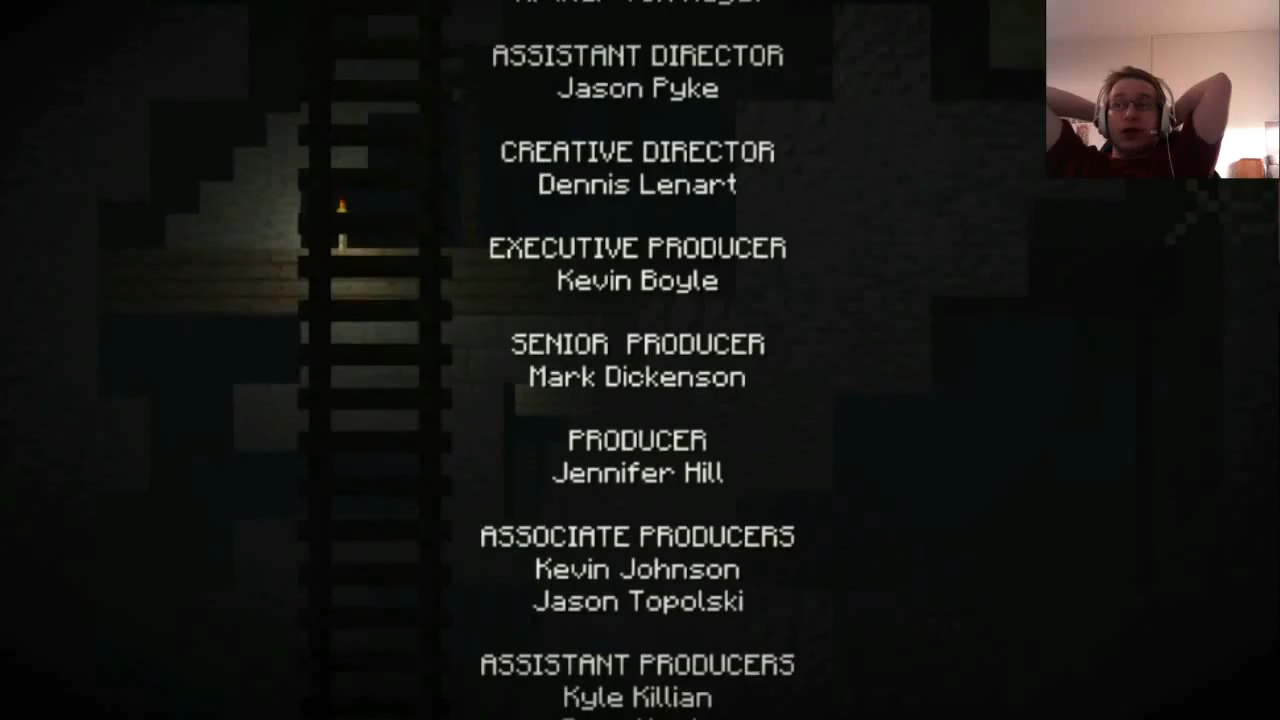 ASSISTANT DIRECTOR
Jason Pyke
CREATIVE DIRECTOR
Dennis Lenart
EXECUTIVE PRODUCER
Kevin Boyle
SENIOR PRODUCER
Mark Dickenson
PRODUCER
Jennifer Hill
ASSOCIATE PRODUCERS
Kevin Johnson
Jason Topolski
ASSISTANT PRODUCERS
Kyle Killian